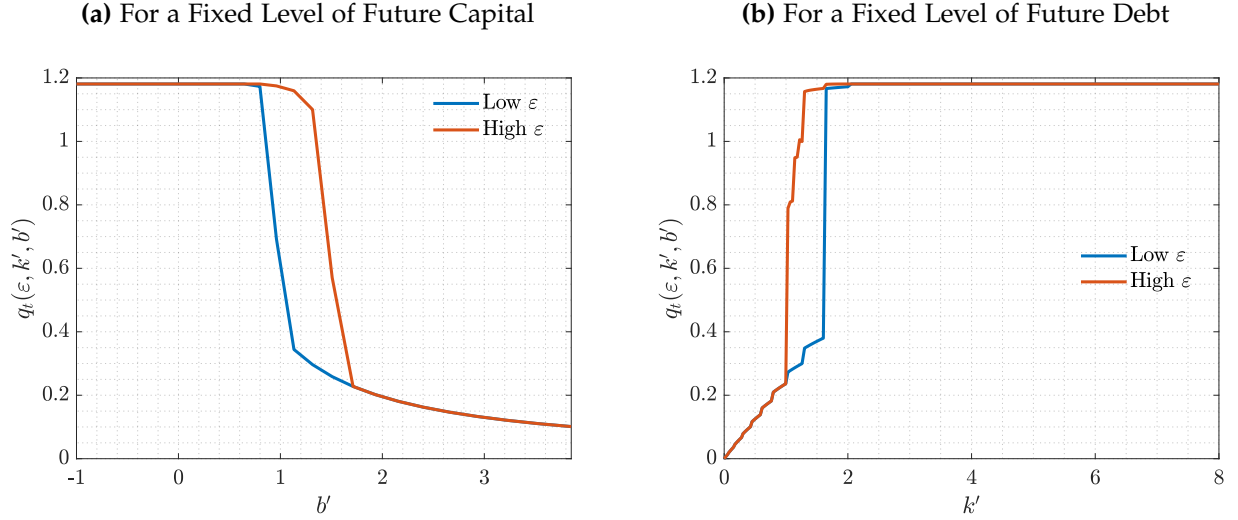 (a) For a Fixed Level of Future Capital
1.2
1
0.8
0.6
0.4
0.2
0
-1
0
1
2
3
q_t(ε, k′, b′)
b′
Low ε
High ε
(b) For a Fixed Level of Future Debt
1.2
1
0.8
0.6
0.4
0.2
0
0
2
4
6
8
q_t(ε, k′, b′)
k′
Low ε
High ε